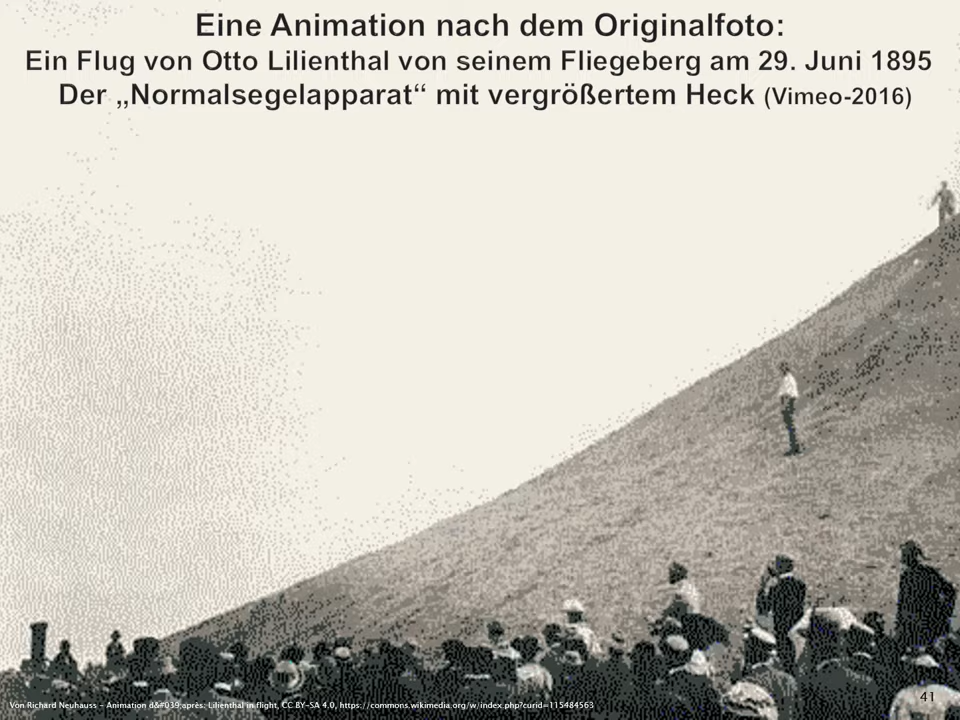 Eine Animation nach dem Originalfoto:
Ein Flug von Otto Lilienthal von seinem Fliegeberg am 29. Juni 1895
Der „Normalsegelapparat“ mit vergrößertem Heck (Vimeo-2016)
41
Von Richard Neuhauss - Animation d&#039;après: Lilienthal in flight, CC BY-SA 4.0, https://commons.wikimedia.org/w/index.php?curid=115484563